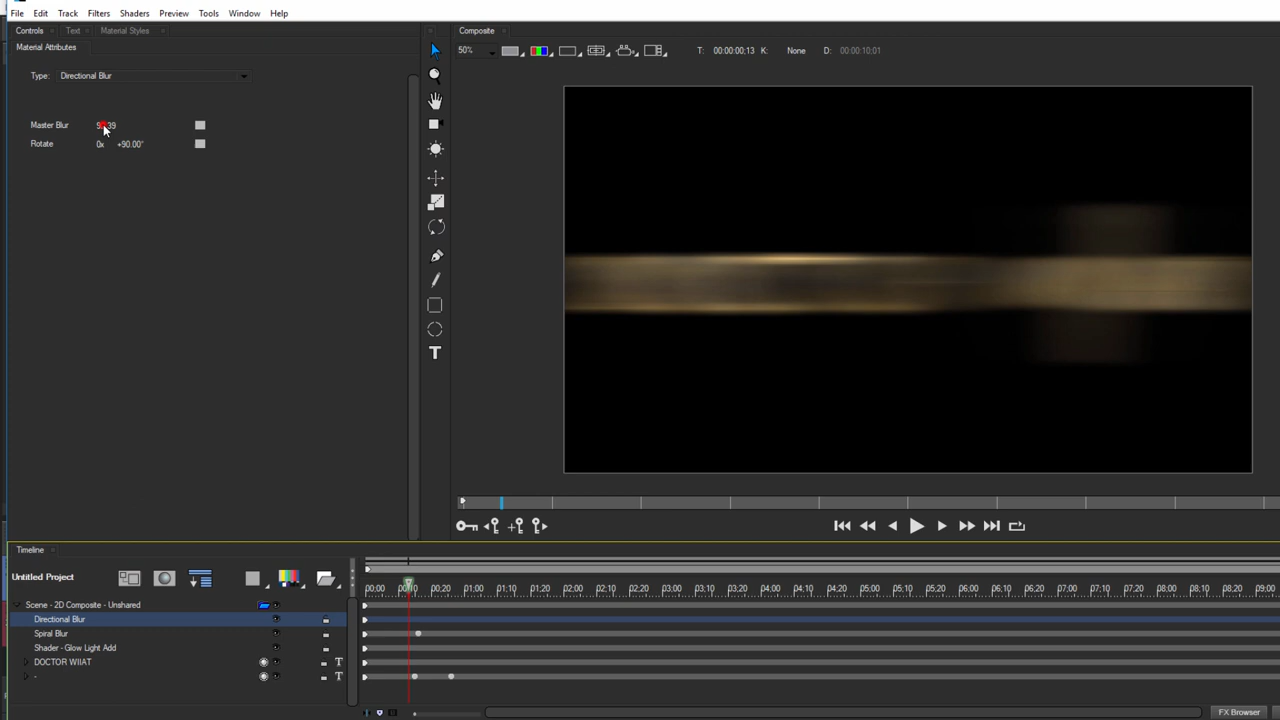 File Edit Track Filters Shaders Preview Tools Window Help
Controls Text Material Styles Composite
Material Attributes
50% T: 00:00:00;13 K: None D: 00:00:10;01
Type: Directional Blur
Master Blur
Rotate 0x +90.00°
Timeline
Untitled Project
00:00 00:10 00:20 01:00 01:10 01:20 02:00 02:10 02:20 03:00 03:10 03:20 04:00 04:10 04:20 05:00 05:10 05:20 06:00 06:10 06:20 07:00 07:10 07:20 08:00 08:10 08:20 09:0
Scene - 2D Composite - Unshared
Directional Blur
Spiral Blur
Shader - Glow Light Add
DOCTOR WIIAT T
- T
FX Browser